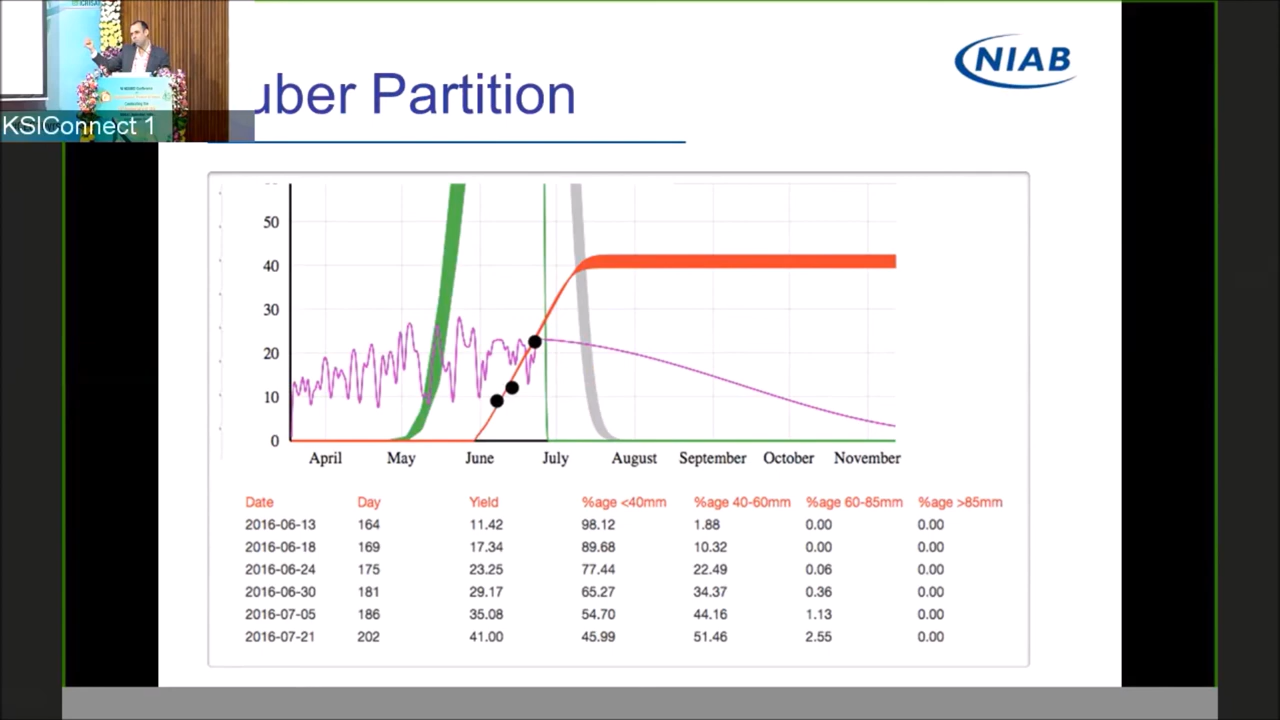 ICRISAT
KSIConnect 1
uber Partition
NIAB
50
40
30
20
10
0
April May June July August September October November
Date Day Yield %age <40mm %age 40-60mm %age 60-85mm %age >85mm
2016-06-13 164 11.42 98.12 1.88 0.00 0.00
2016-06-18 169 17.34 89.68 10.32 0.00 0.00
2016-06-24 175 23.25 77.44 22.49 0.06 0.00
2016-06-30 181 29.17 65.27 34.37 0.36 0.00
2016-07-05 186 35.08 54.70 44.16 1.13 0.00
2016-07-21 202 41.00 45.99 51.46 2.55 0.00